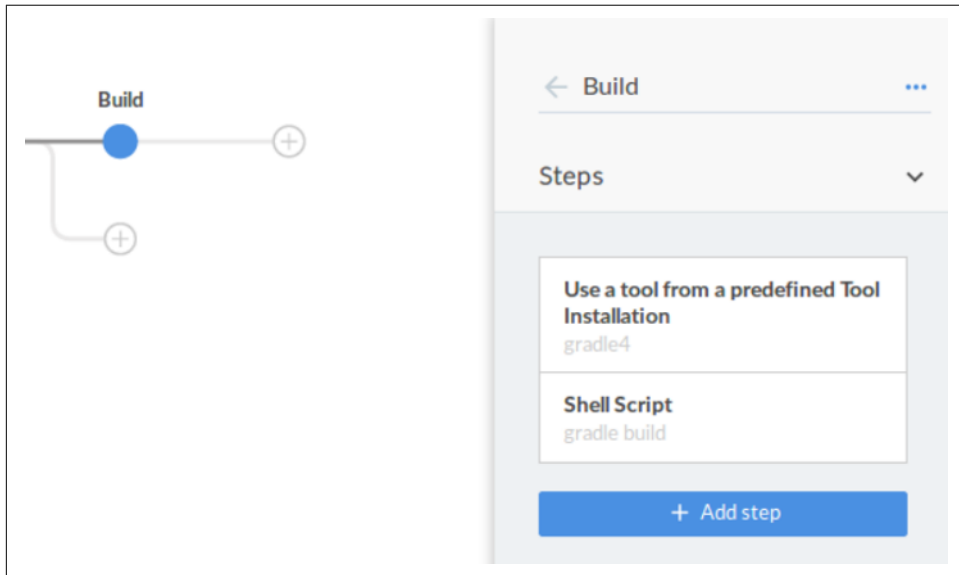 Build
Build
Steps
Use a tool from a predefined Tool
Installation
gradle4
Shell Script
gradle build
+ Add step